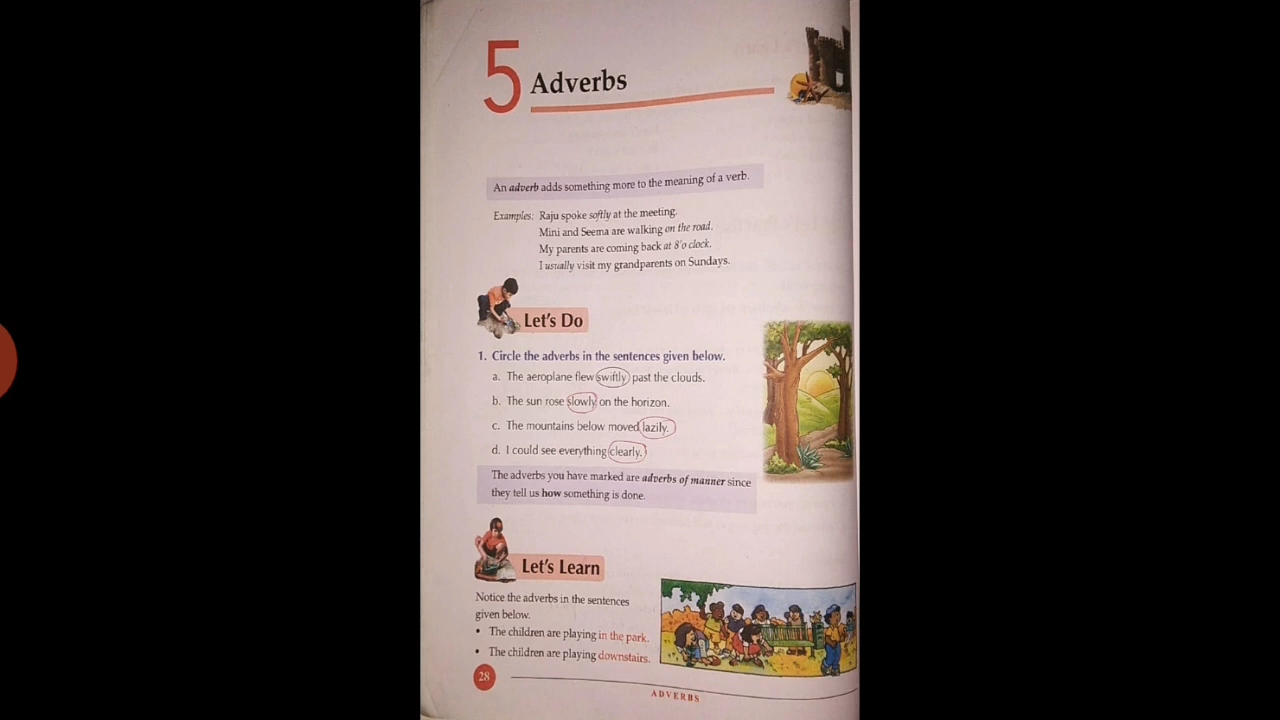 5 Adverbs
An adverb adds something more to the meaning of a verb.
Examples: Raju spoke softly at the meeting.
Mini and Seema are walking on the road.
My parents are coming back at 8'o clock.
I usually visit my grandparents on Sundays.
Let's Do
1. Circle the adverbs in the sentences given below.
a. The aeroplane flew swiftly past the clouds.
b. The sun rose slowly on the horizon.
c. The mountains below moved lazily.
d. I could see everything clearly.
The adverbs you have marked are adverbs of manner since
they tell us how something is done.
Let's Learn
Notice the adverbs in the sentences
given below.
• The children are playing in the park.
• The children are playing downstairs.
28
ADVERBS